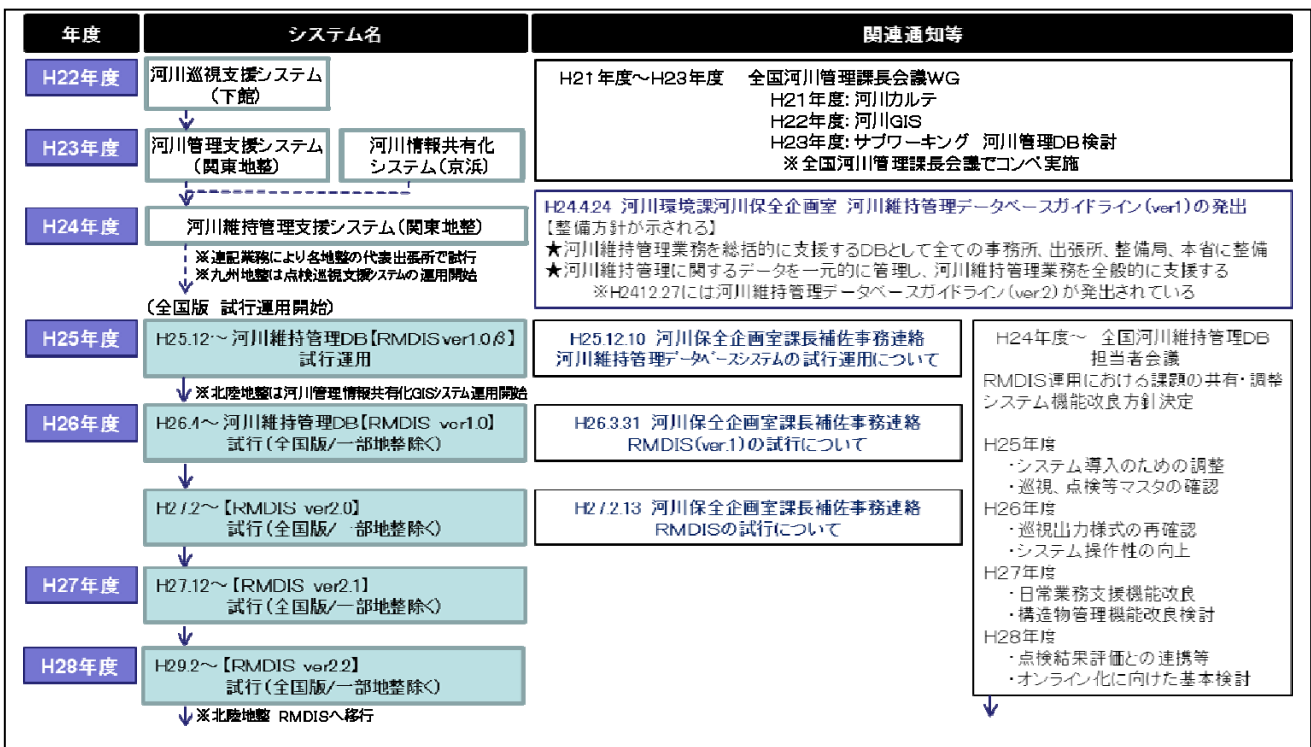 年度
システム名
関連通知等
H22年度
河川巡視支援システム
(下館)
H21年度～H23年度 全国河川管理課長会議WG
H21年度: 河川カルテ
H22年度: 河川GIS
H23年度: サブワーキング 河川管理DB検討
※全国河川管理課長会議でコンペ実施
H23年度
河川管理支援システム
(関東地整)
河川情報共有化
システム(京浜)
H24年度
河川維持管理支援システム(関東地整)
※連記業務により各地整の代表出張所で試行
※九州地整は点検巡視支援システムの運用開始
H24.4.24 河川環境課河川保全企画室 河川維持管理データベースガイドライン(ver1)の発出
【整備方針が示される】
★河川維持管理業務を総括的に支援するDBとして全ての事務所、出張所、整備局、本省に整備
★河川維持管理に関するデータを一元的に管理し、河川維持管理業務を全般的に支援する
※H2412.27には河川維持管理データベースガイドライン(ver.2)が発出されている
(全国版 試行運用開始)
H25年度
H25.12～河川維持管理DB【RMDISver1.0β】
試行運用
H25.12.10 河川保全企画室課長補佐事務連絡
河川維持管理データベースシステムの試行運用について
※北陸地整は河川管理情報共有化GISシステム運用開始
H26年度
H26.4～河川維持管理DB【RMDIS ver1.0】
試行(全国版/一部地整除く)
H26.3.31 河川保全企画室課長補佐事務連絡
RMDIS(ver.1)の試行について
H27.2～【RMDIS ver2.0】
試行(全国版/一部地整除く)
H27.2.13 河川保全企画室課長補佐事務連絡
RMDISの試行について
H27年度
H27.12～【RMDIS ver2.1】
試行(全国版/一部地整除く)
H28年度
H29.2～【RMDIS ver2.2】
試行(全国版/一部地整除く)
※北陸地整 RMDISへ移行
H24年度～ 全国河川維持管理DB
担当者会議
RMDIS運用における課題の共有・調整
システム機能改良方針決定
H25年度
・システム導入のための調整
・巡視、点検等マスタの確認
H26年度
・巡視出力様式の再確認
・システム操作性の向上
H27年度
・日常業務支援機能改良
・構造物管理機能改良検討
H28年度
・点検結果評価との連携等
・オンライン化に向けた基本検討